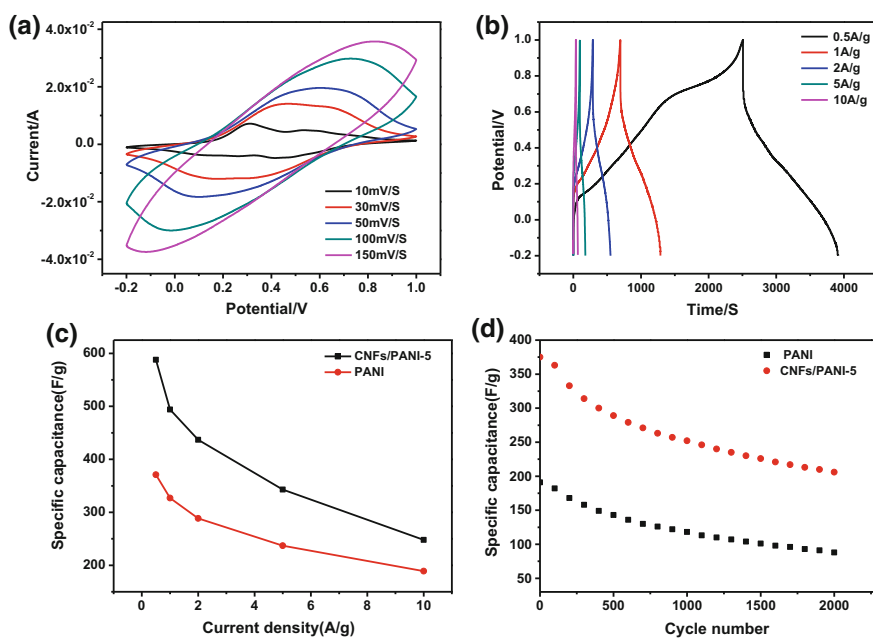 (a)
4.0x10⁻²
2.0x10⁻²
0.0
-2.0x10⁻²
-4.0x10⁻²
Current/A
10mV/S
30mV/S
50mV/S
100mV/S
150mV/S
-0.2 0.0 0.2 0.4 0.6 0.8 1.0
Potential/V
(b)
1.0
0.8
0.6
0.4
0.2
0.0
-0.2
Potential/V
0.5A/g
1A/g
2A/g
5A/g
10A/g
0 1000 2000 3000 4000
Time/S
(c)
600
500
400
300
200
Specific capacitance(F/g)
CNFs/PANI-5
PANI
0 2 4 6 8 10
Current density(A/g)
(d)
400
350
300
250
200
150
100
50
Specific capacitance(F/g)
PANI
CNFs/PANI-5
0 500 1000 1500 2000
Cycle number